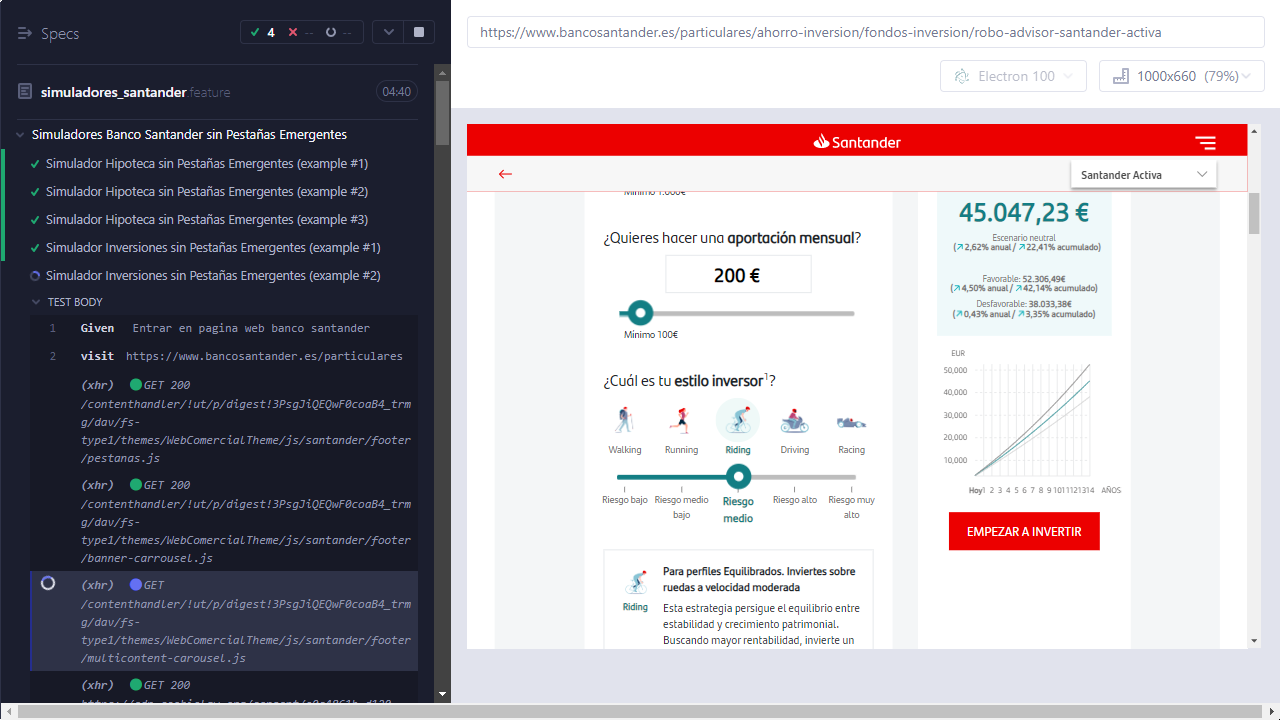 Specs
4 -- --
simuladores_santander.feature 04:40
Simuladores Banco Santander sin Pestañas Emergentes
Simulador Hipoteca sin Pestañas Emergentes (example #1)
Simulador Hipoteca sin Pestañas Emergentes (example #2)
Simulador Hipoteca sin Pestañas Emergentes (example #3)
Simulador Inversiones sin Pestañas Emergentes (example #1)
Simulador Inversiones sin Pestañas Emergentes (example #2)
TEST BODY
1 Given Entrar en pagina web banco santander
2 visit https://www.bancosantander.es/particulares
(xhr) GET 200
/contenthandler/!ut/p/digest!3PsgJiQEQwF0coaB4_trm
g/dav/fs-
type1/themes/WebComercialTheme/js/santander/footer
/pestanas.js
(xhr) GET 200
/contenthandler/!ut/p/digest!3PsgJiQEQwF0coaB4_trm
g/dav/fs-
type1/themes/WebComercialTheme/js/santander/footer
/banner-carrousel.js
(xhr) GET
/contenthandler/!ut/p/digest!3PsgJiQEQwF0coaB4_trm
g/dav/fs-
type1/themes/WebComercialTheme/js/santander/footer
/multicontent-carousel.js
(xhr) GET 200
https://www.bancosantander.es/particulares/ahorro-inversion/fondos-inversion/robo-advisor-santander-activa
Electron 100 1000x660 (79%)
Santander
Santander Activa
Mínimo 1.000€
¿Quieres hacer una aportación mensual?
200 €
Mínimo 100€
¿Cuál es tu estilo inversor1?
Walking Running Riding Driving Racing
Riesgo bajo Riesgo medio bajo Riesgo medio Riesgo alto Riesgo muy alto
Riding
Para perfiles Equilibrados. Inviertes sobre
ruedas a velocidad moderada
Esta estrategia persigue el equilibrio entre
estabilidad y crecimiento patrimonial.
Buscando mayor rentabilidad, invierte un
45.047,23 €
Escenario neutral
(2,62% anual / 22,41% acumulado)
Favorable: 52.306,49€
(4,50% anual / 42,14% acumulado)
Desfavorable: 38.033,38€
(0,43% anual / 3,35% acumulado)
EUR
50,000
40,000
30,000
20,000
10,000
Hoy 1 2 3 4 5 6 7 8 9 10 11 12 13 14 AÑOS
EMPEZAR A INVERTIR